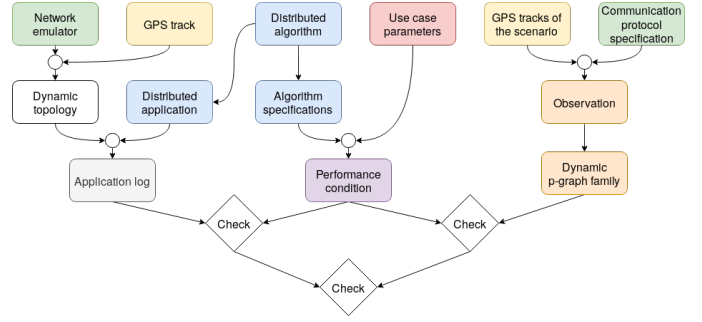 Network
emulator
GPS track
Distributed
algorithm
Use case
parameters
GPS tracks of
the scenario
Communication
protocol
specification
Dynamic
topology
Distributed
application
Algorithm
specifications
Observation
Application log
Performance
condition
Dynamic
p-graph family
Check
Check
Check